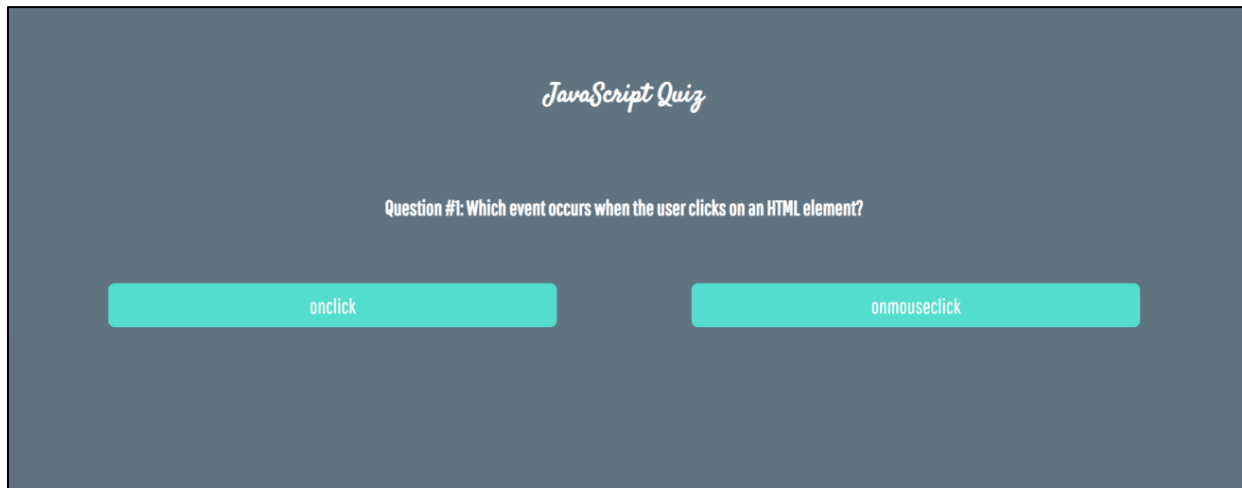 JavaScript Quiz
Question #1: Which event occurs when the user clicks on an HTML element?
onclick
onmouseclick